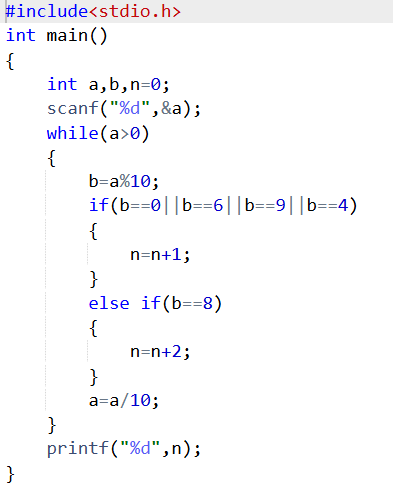 #include<stdio.h>
int main()
{
    int a,b,n=0;
    scanf("%d",&a);
    while(a>0)
    {
        b=a%10;
        if(b==0||b==6||b==9||b==4)
        {
            n=n+1;
        }
        else if(b==8)
        {
            n=n+2;
        }
        a=a/10;
    }
    printf("%d",n);
}